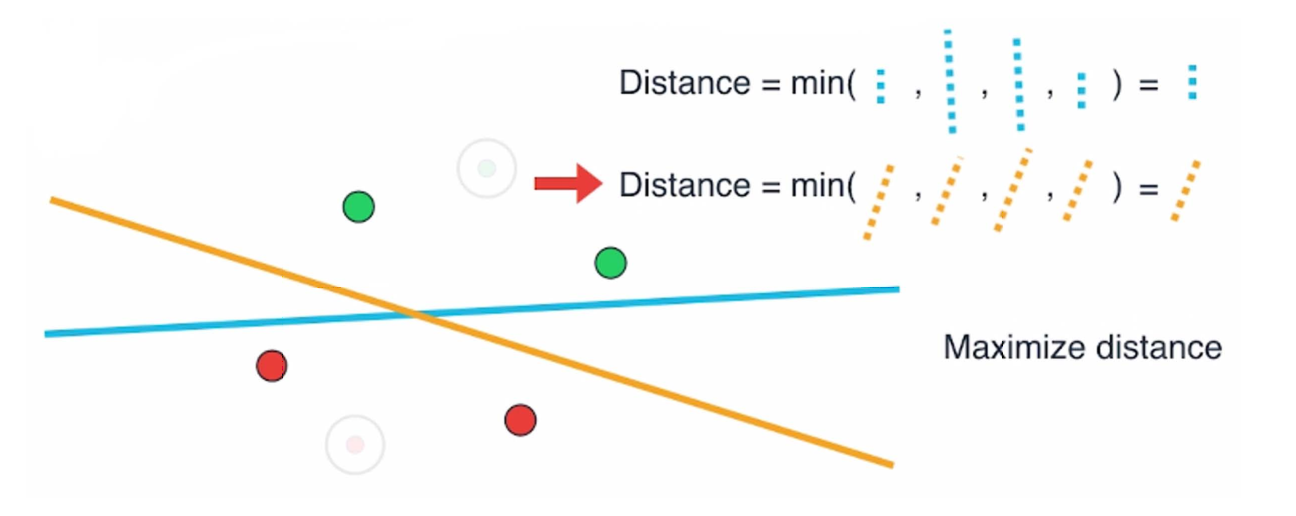 Distance = min( , , , ) =
Distance = min( , , , ) =
Maximize distance